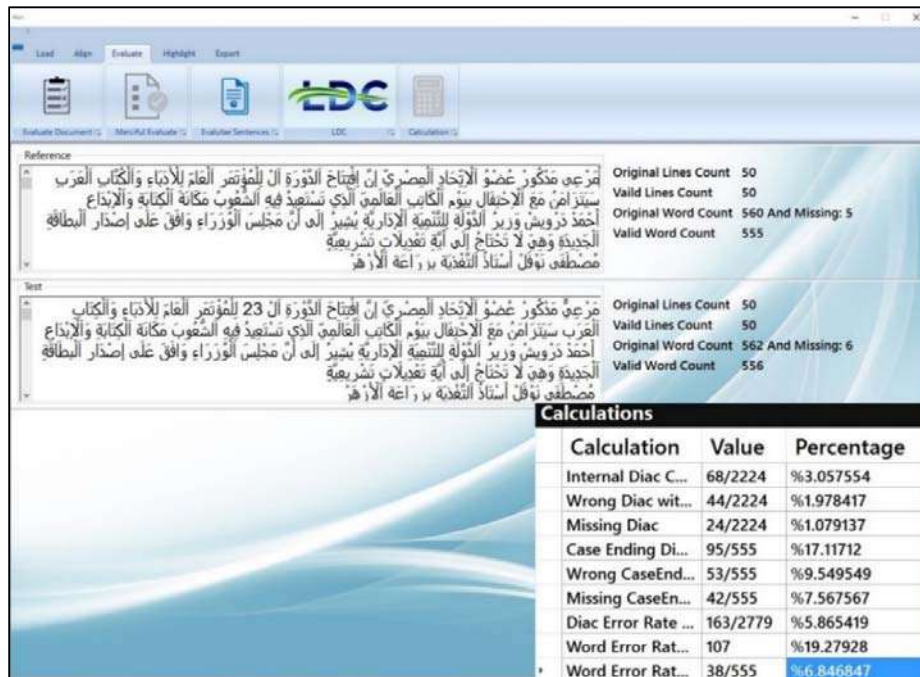 Load Align Evaluate Highlight Export
LDC
Evaluate Document Merciful Evaluate Evalutae Sentences LDC Calculation
Reference
مَرْعِي مَذْكُورْ عُضْوُ الْاِتِحَادِ الْمِصْرِيِّ إِنَّ اِفْتِتَاحَ الدَّوْرَةِ الْ لِلْمُؤْتَمَرِ الْعَامِّ لِلْأُدَبَاءِ وَالْكُتَّابِ الْعَرَبِ
سَيَتَزَامَنُ مَعَ الْاِحْتِفَالِ بِيَوْمِ الْكَاتِبِ الْعَالَمِيِّ الَّذِي تَسْتَعِيدُ فِيهِ الشُّعُوبُ مَكَانَةَ الْكِتَابَةِ وَالْإِبْدَاعِ
أَحْمَدْ دَرْوِيشْ وَزِيرُ الدَّوْلَةِ لِلتَّنْمِيَةِ الْإِدَارِيَّةِ يُشِيرُ إِلَى أَنَّ مَجْلِسَ الْوُزَرَاءِ وَافَقَ عَلَى إِصْدَارِ الْبِطَاقَةِ
الْجَدِيدَةِ وَهِيَ لَا تَحْتَاجُ إِلَى أَيَّةِ تَعْدِيلَاتٍ تَشْرِيعِيَّةٍ
مُصْطَفَى نَوْفَلْ أُسْتَاذُ التَّغْذِيَةِ بِزِرَاعَةِ الْأَزْهَرْ
Original Lines Count 50
Vaild Lines Count 50
Original Word Count 560 And Missing: 5
Valid Word Count 555
Test
مَرْعِيٌّ مَذْكُورْ عُضْوُ الْاِتِحَادِ الْمِصْرِيِّ إِنَّ اِفْتِتَاحَ الدَّوْرَةِ الْ 23 لِلْمُؤْتَمَرِ الْعَامِّ لِلْأُدَبَاءِ وَالْكُتَّابِ
الْعَرَبِ سَيَتَزَامَنُ مَعَ الْاِحْتِفَالِ بِيَوْمِ الْكَاتِبِ الْعَالَمِيِّ الَّذِي تَسْتَعِيدُ فِيهِ الشُّعُوبَ مَكَانَةَ الْكِتَابَةِ وَالْإِبْدَاعِ
أَحْمَدْ دَرْوِيشْ وَزِيرِ الدَّوْلَةِ لِلتَّنْمِيَةِ الْإِدَارِيَّةِ يُشِيرُ إِلَى أَنَّ مَجْلِسَ الْوُزَرَاءِ وَافَقَ عَلَى إِصْدَارِ الْبِطَاقَةِ
الْجَدِيدَةِ وَهِيَ لَا تَحْتَاجُ إِلَى أَيَّةِ تَعْدِيلَاتٍ تَشْرِيعِيَّةٍ
مُصْطَفَى نَوْفَلْ أُسْتَاذُ التَّغْذِيَةِ بِزِرَاعَةِ الْأَزْهَرْ
Original Lines Count 50
Vaild Lines Count 50
Original Word Count 562 And Missing: 6
Valid Word Count 556
Calculations
Calculation Value Percentage
Internal Diac C... 68/2224 %3.057554
Wrong Diac wit... 44/2224 %1.978417
Missing Diac 24/2224 %1.079137
Case Ending Di... 95/555 %17.11712
Wrong CaseEnd... 53/555 %9.549549
Missing CaseEn... 42/555 %7.567567
Diac Error Rate ... 163/2779 %5.865419
Word Error Rat... 107 %19.27928
Word Error Rat... 38/555 %6.846847